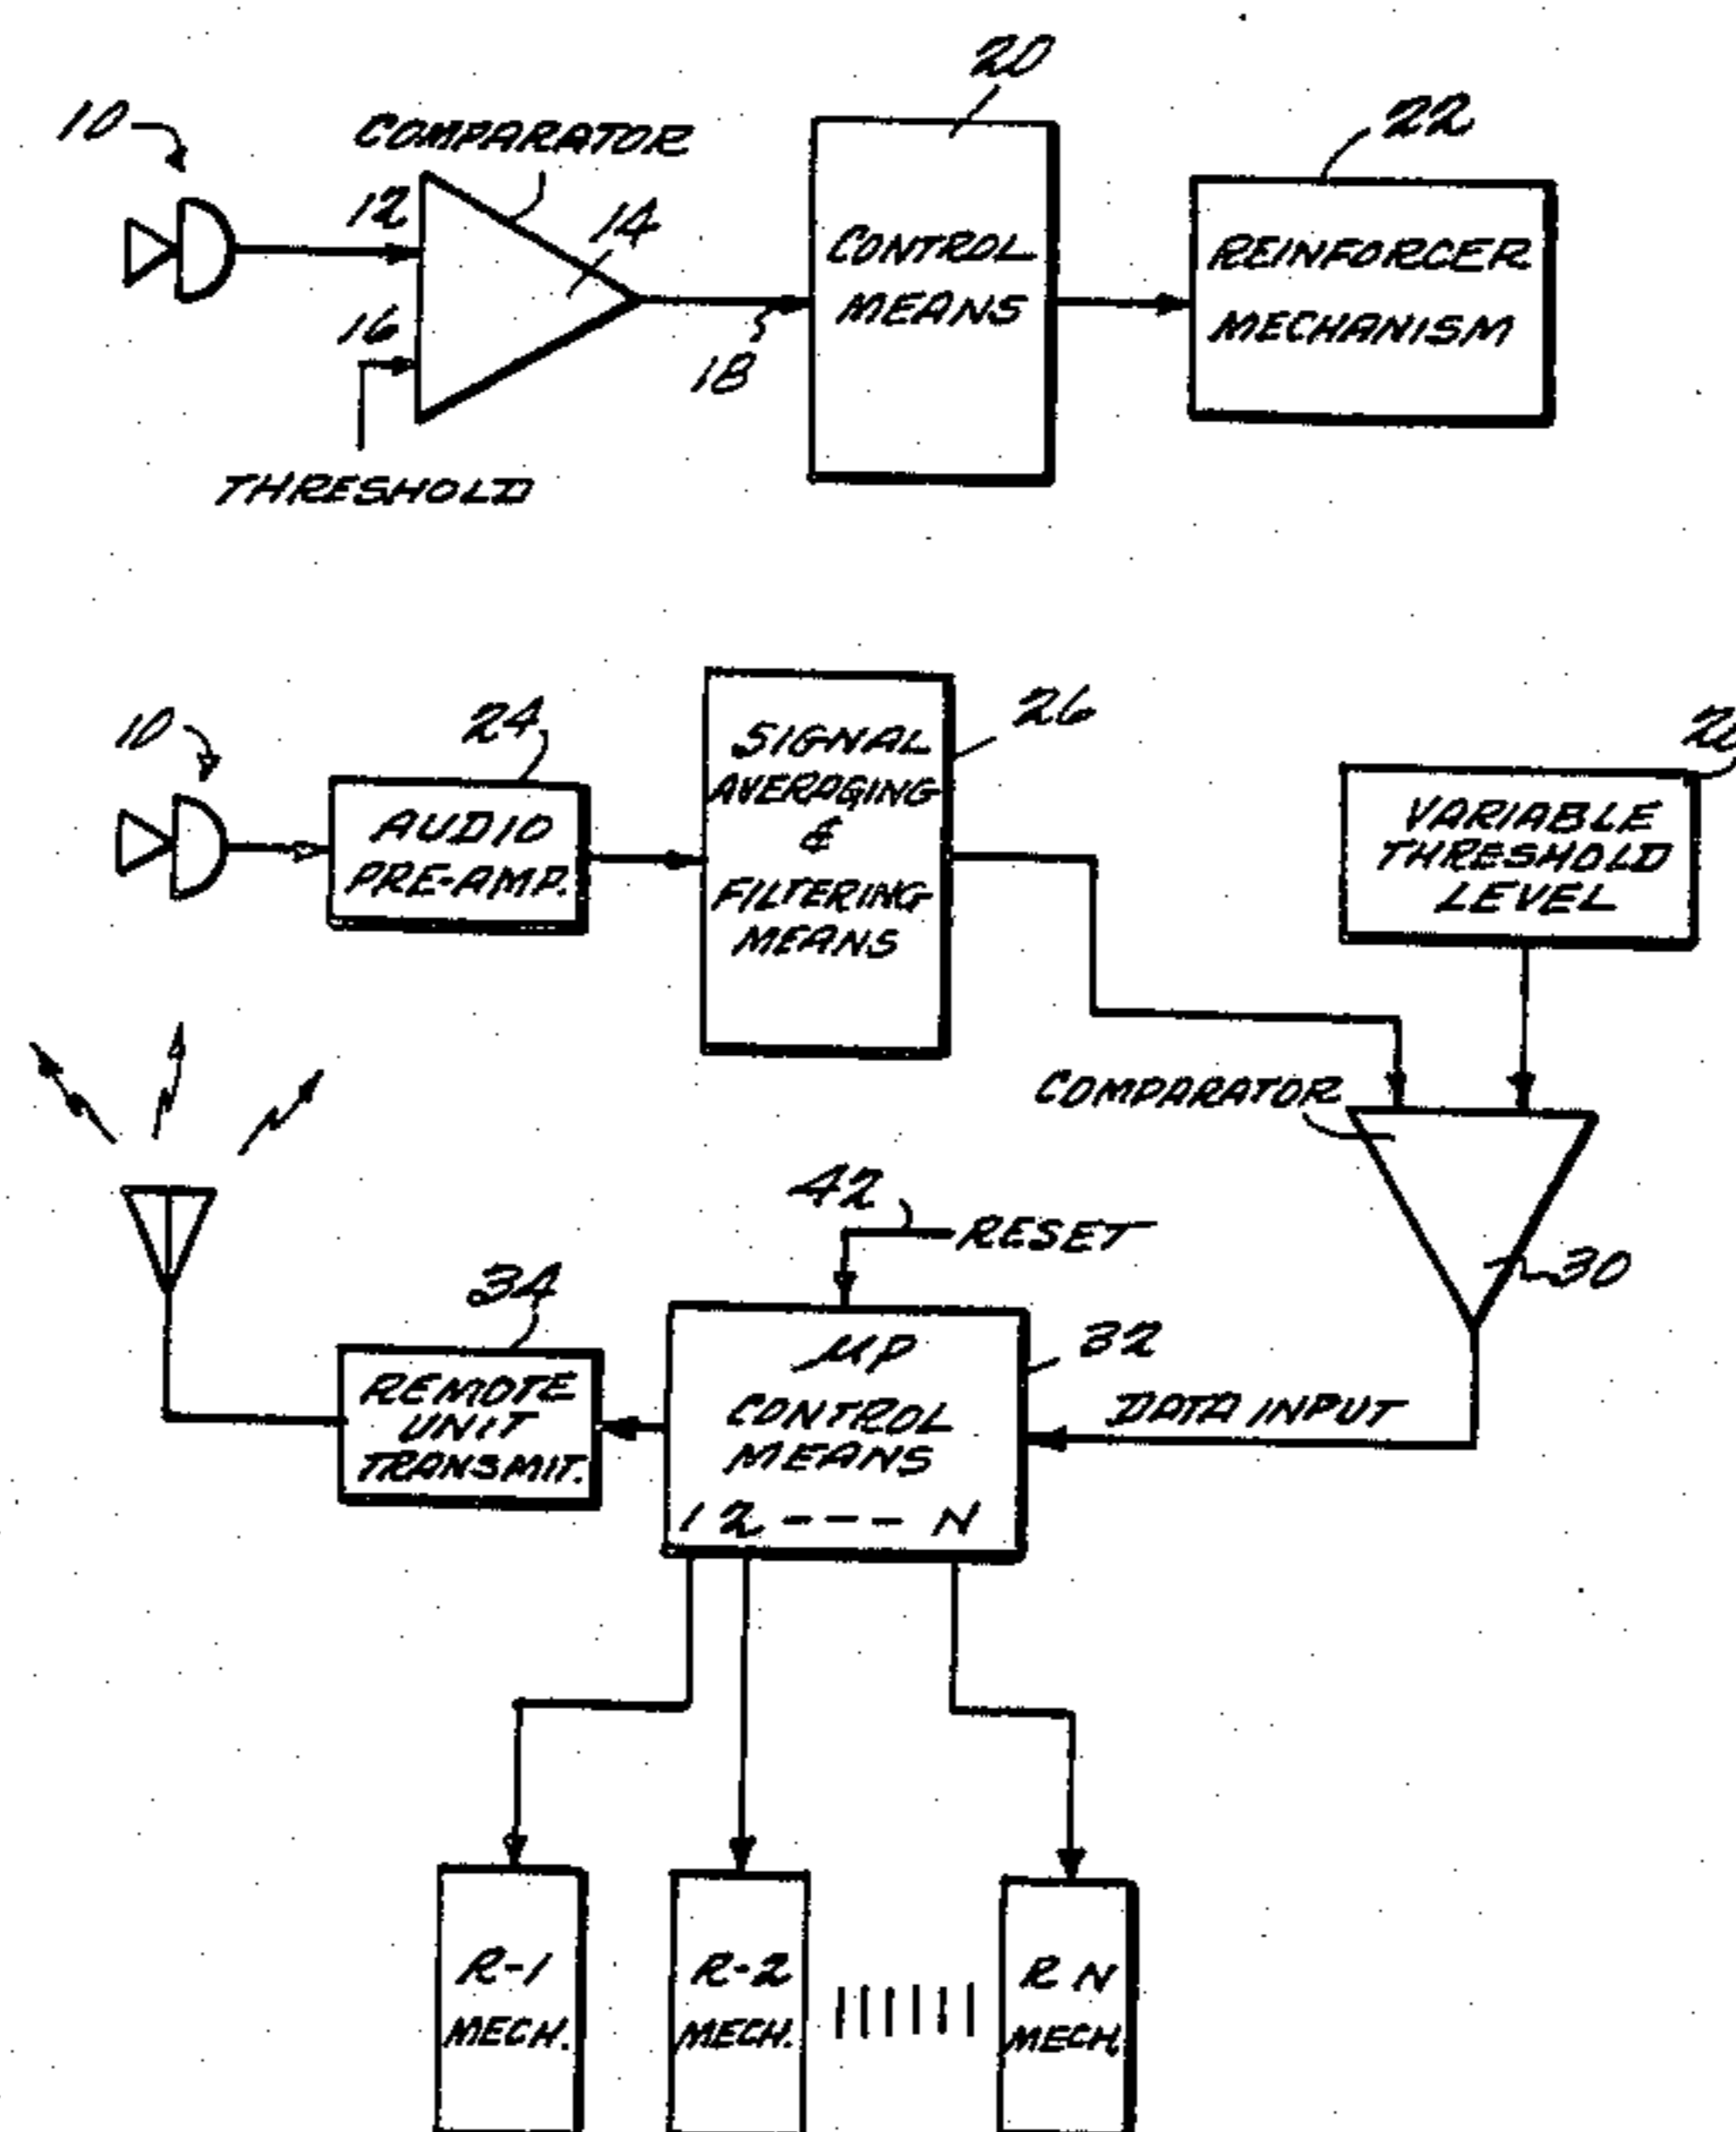 20
10
COMPARATOR
22
12
14
CONTROL
MEANS
REINFORCER
MECHANISM
16
18
THRESHOLD
10
24
26
SIGNAL
AVERAGING
&
FILTERING
MEANS
AUDIO
PRE-AMP.
VARIABLE
THRESHOLD
LEVEL
COMPARATOR
42
RESET
30
34
32
REMOTE
UNIT
TRANSMIT.
μP
CONTROL
MEANS
1 2 --- N
DATA INPUT
R-1
MECH.
R-2
MECH.
R N
MECH.